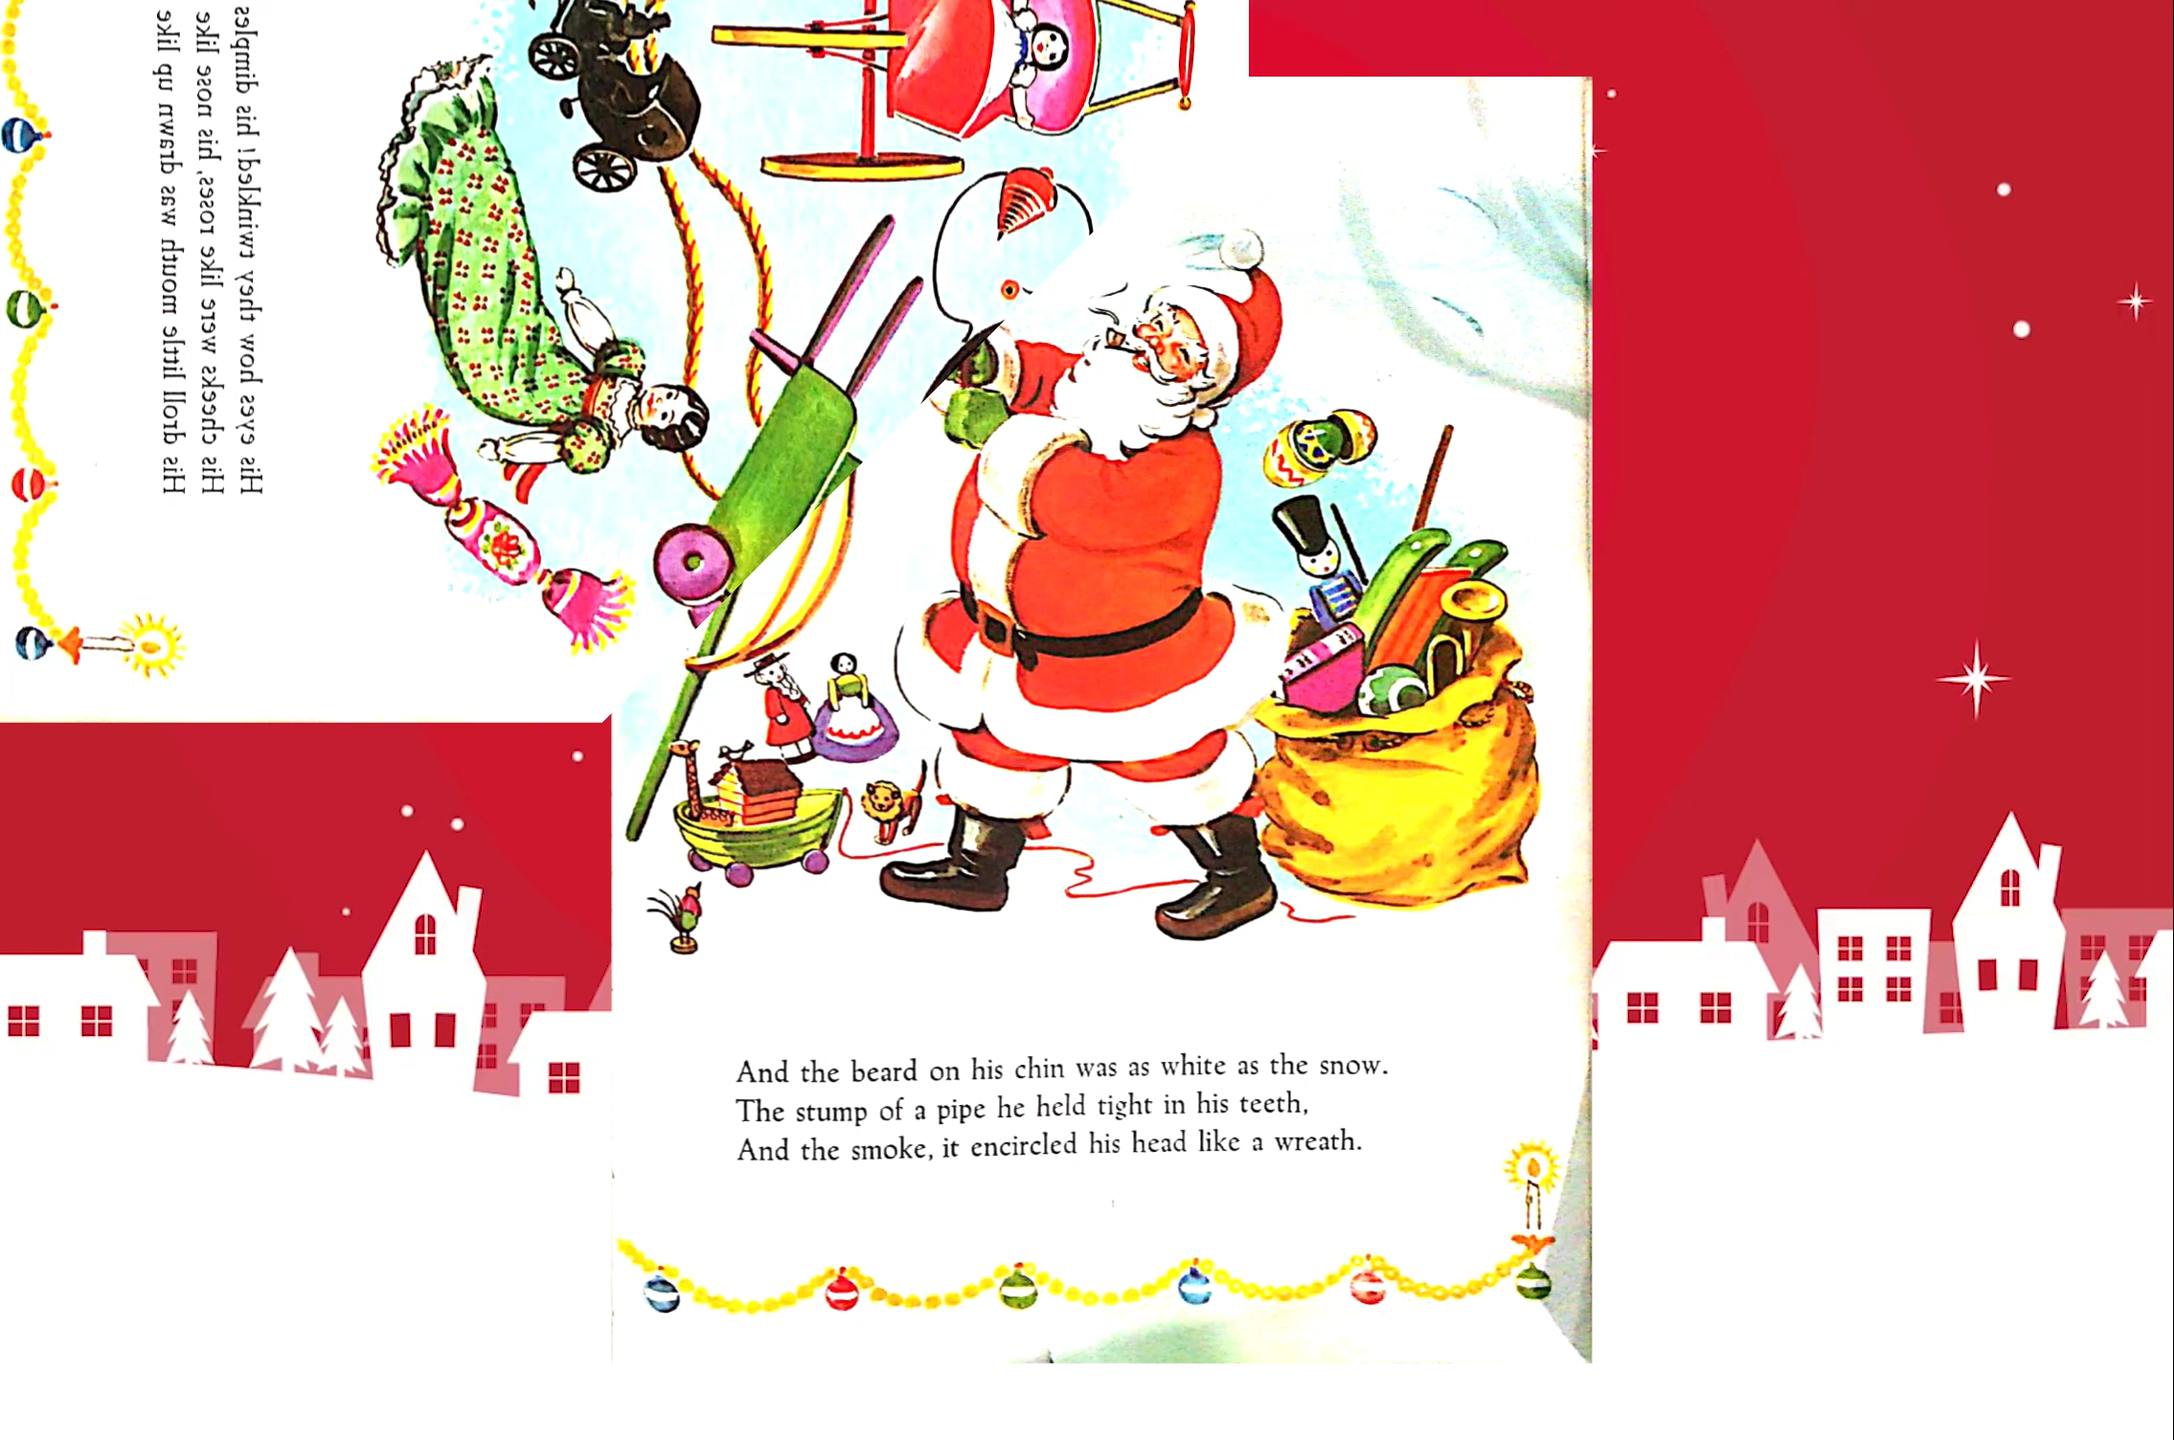 His eyes how they twinkled ! his dimples
His cheeks were like roses, his nose like
His droll little mouth was drawn up like
And the beard on his chin was as white as the snow.
The stump of a pipe he held tight in his teeth,
And the smoke, it encircled his head like a wreath.